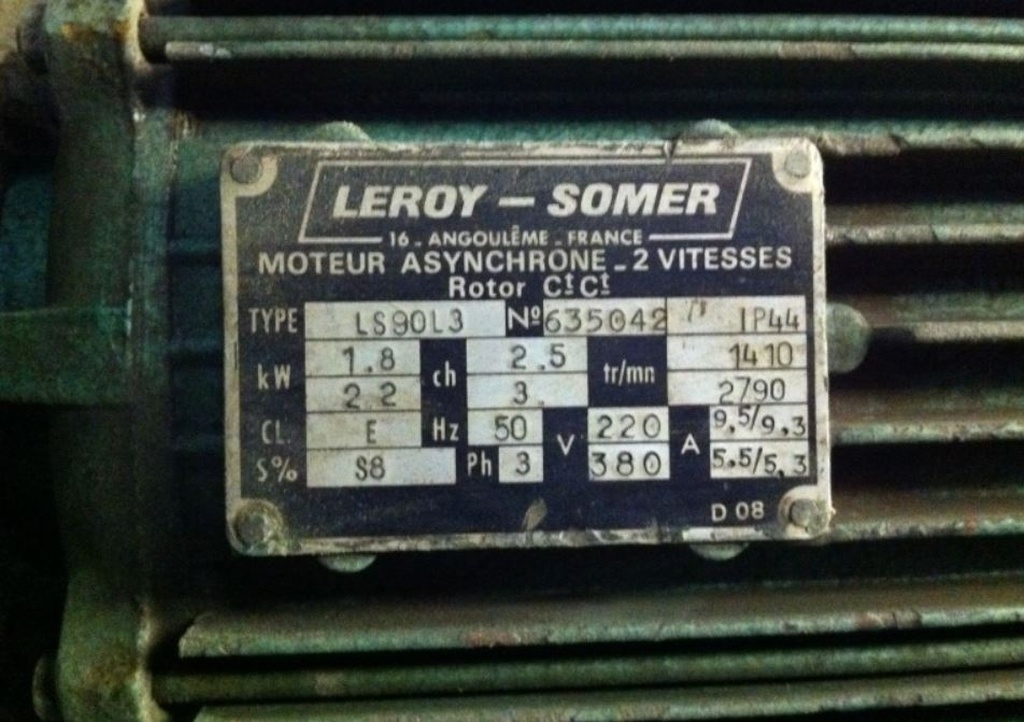 LEROY – SOMER
16 - ANGOULÊME - FRANCE
MOTEUR ASYNCHRONE - 2 VITESSES
Rotor Ct Ct
TYPE LS90L3 Nº 635042 IP44
kW 1.8 ch 2.5 tr/mn 1410
2 2 3 2790
CL. E Hz 50 V 220 A 9,5/9,3
S% S8 Ph 3 380 5.5/5,3
D 08